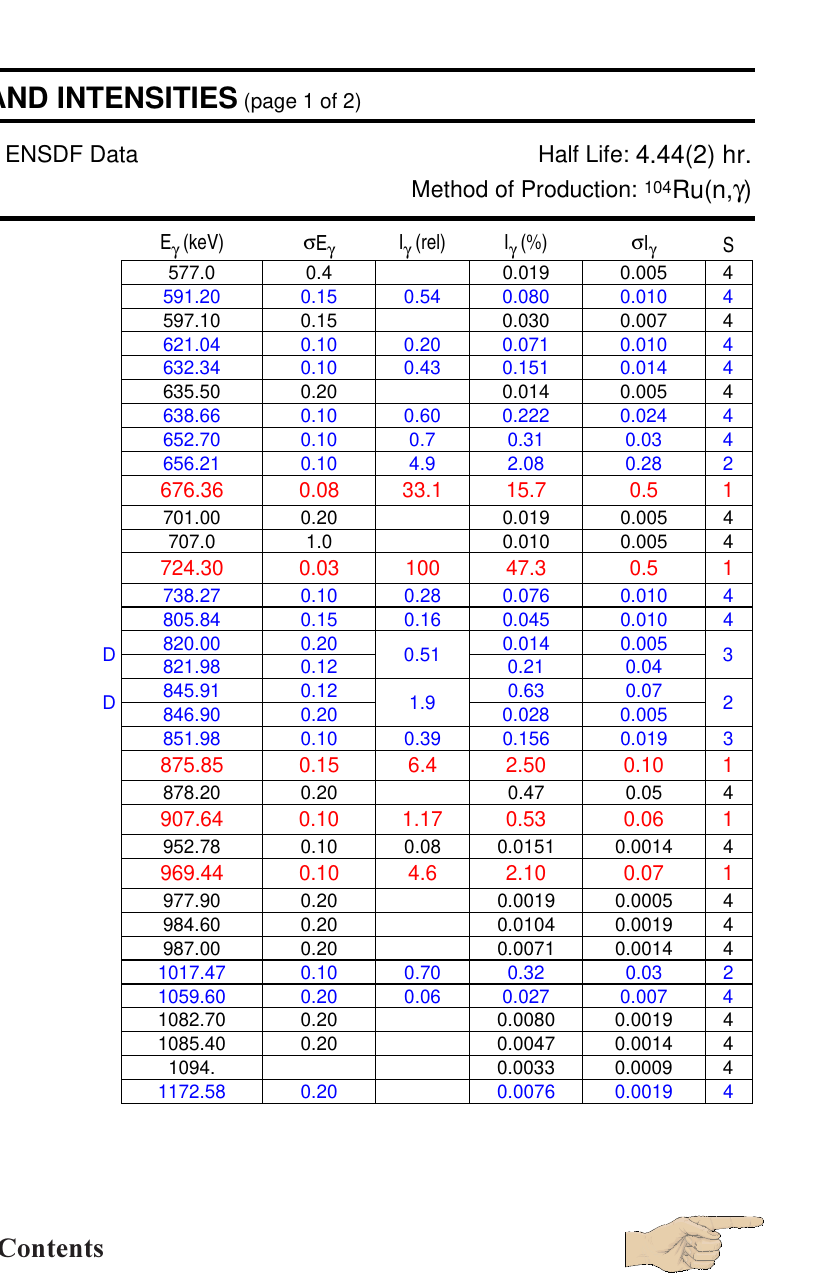 AND INTENSITIES (page 1 of 2)
ENSDF Data Half Life: 4.44(2) hr.
Method of Production: 104Ru(n,γ)
Eγ (keV) σEγ Iγ (rel) Iγ (%) σIγ S
577.0 0.4 0.019 0.005 4
591.20 0.15 0.54 0.080 0.010 4
597.10 0.15 0.030 0.007 4
621.04 0.10 0.20 0.071 0.010 4
632.34 0.10 0.43 0.151 0.014 4
635.50 0.20 0.014 0.005 4
638.66 0.10 0.60 0.222 0.024 4
652.70 0.10 0.7 0.31 0.03 4
656.21 0.10 4.9 2.08 0.28 2
676.36 0.08 33.1 15.7 0.5 1
701.00 0.20 0.019 0.005 4
707.0 1.0 0.010 0.005 4
724.30 0.03 100 47.3 0.5 1
738.27 0.10 0.28 0.076 0.010 4
805.84 0.15 0.16 0.045 0.010 4
820.00 0.20 0.014 0.005
D 0.51 3
821.98 0.12 0.21 0.04
845.91 0.12 0.63 0.07
D 1.9 2
846.90 0.20 0.028 0.005
851.98 0.10 0.39 0.156 0.019 3
875.85 0.15 6.4 2.50 0.10 1
878.20 0.20 0.47 0.05 4
907.64 0.10 1.17 0.53 0.06 1
952.78 0.10 0.08 0.0151 0.0014 4
969.44 0.10 4.6 2.10 0.07 1
977.90 0.20 0.0019 0.0005 4
984.60 0.20 0.0104 0.0019 4
987.00 0.20 0.0071 0.0014 4
1017.47 0.10 0.70 0.32 0.03 2
1059.60 0.20 0.06 0.027 0.007 4
1082.70 0.20 0.0080 0.0019 4
1085.40 0.20 0.0047 0.0014 4
1094. 0.0033 0.0009 4
1172.58 0.20 0.0076 0.0019 4
Contents